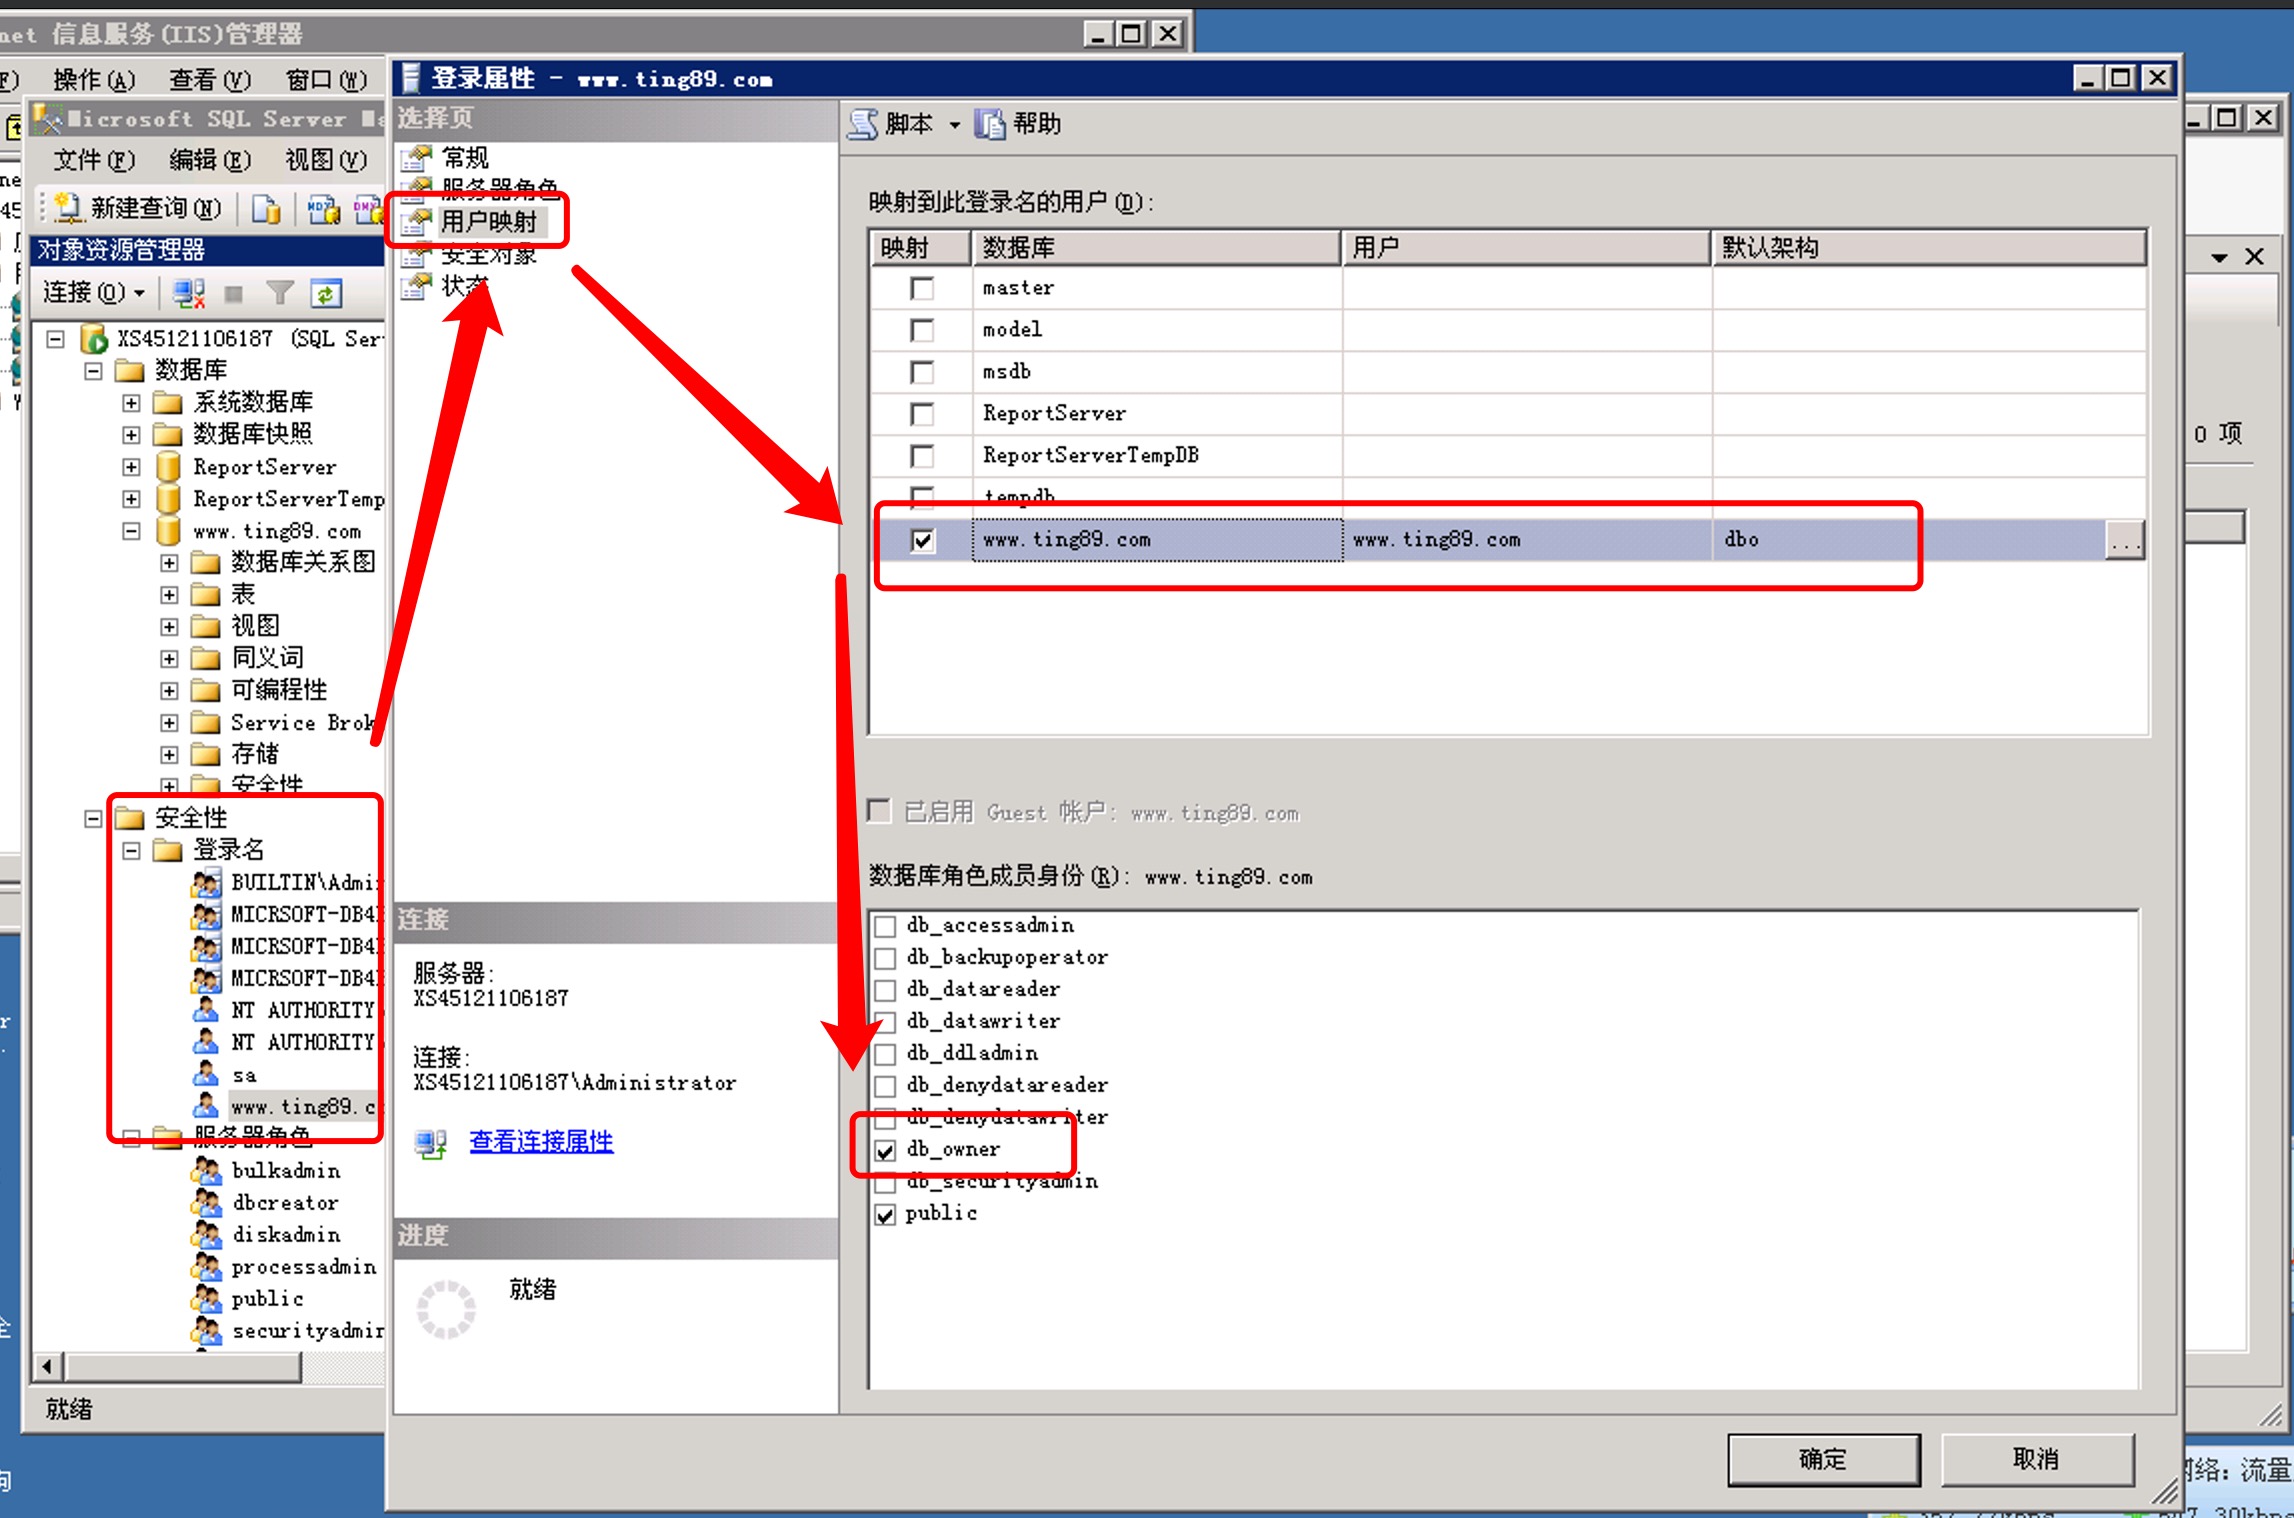 net 信息服务(IIS)管理器
操作(A) 查看(V) 窗口(W)
Microsoft SQL Server Ma
文件(F) 编辑(E) 视图(V)
新建查询(N)
对象资源管理器
连接(O)
XS45121106187 (SQL Ser
数据库
系统数据库
数据库快照
ReportServer
ReportServerTemp
www.ting89.com
数据库关系图
表
视图
同义词
可编程性
Service Brok
存储
安全性
安全性
登录名
BUILTIN\Admin
MICRSOFT-DB4
MICRSOFT-DB4
MICRSOFT-DB4
NT AUTHORITY
NT AUTHORITY
sa
www.ting89.c
服务器角色
bulkadmin
dbcreator
diskadmin
processadmin
public
securityadmin
就绪
登录属性 - www.ting89.com
选择页
常规
服务器角色
用户映射
安全对象
状态
连接
服务器:
XS45121106187
连接:
XS45121106187\Administrator
查看连接属性
进度
就绪
脚本 帮助
映射到此登录名的用户(D):
映射 数据库 用户 默认架构
master
model
msdb
ReportServer
ReportServerTempDB
tempdb
www.ting89.com www.ting89.com dbo ...
已启用 Guest 帐户: www.ting89.com
数据库角色成员身份(R): www.ting89.com
db_accessadmin
db_backupoperator
db_datareader
db_datawriter
db_ddladmin
db_denydatareader
db_denydatawriter
db_owner
db_securityadmin
public
确定 取消
0 项
网络: 流量